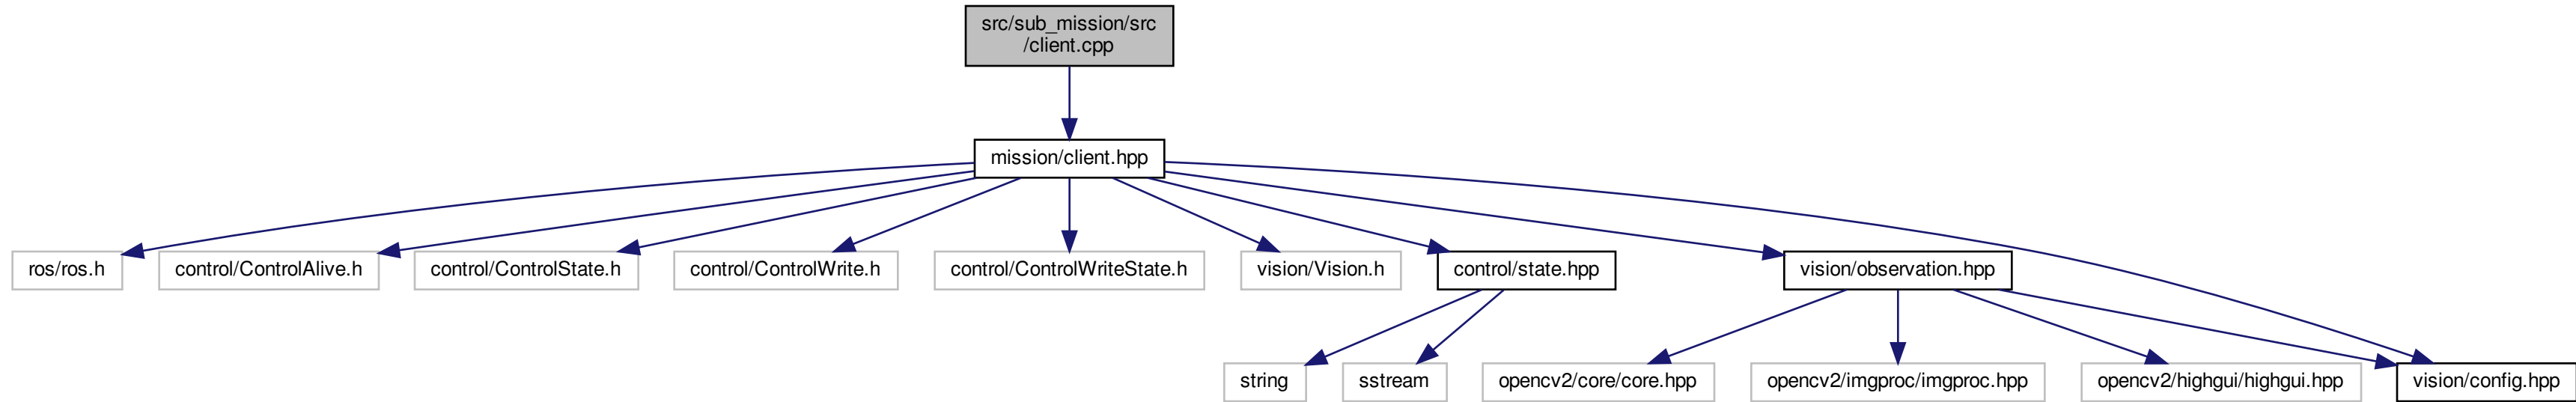 src/sub_mission/src
/client.cpp
mission/client.hpp
ros/ros.h
control/ControlAlive.h
control/ControlState.h
control/ControlWrite.h
control/ControlWriteState.h
vision/Vision.h
control/state.hpp
vision/observation.hpp
string
sstream
opencv2/core/core.hpp
opencv2/imgproc/imgproc.hpp
opencv2/highgui/highgui.hpp
vision/config.hpp